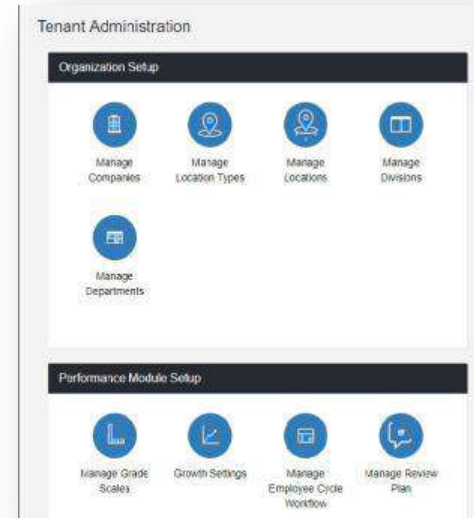 Tenant Administration
Organization Setup
Manage
Companies
Manage
Location Types
Manage
Locations
Manage
Divisions
Manage
Departments
Performance Module Setup
Manage Grade
Scales
Growth Settings
Manage
Employee Cycle
Workflow
Manage Review
Plan